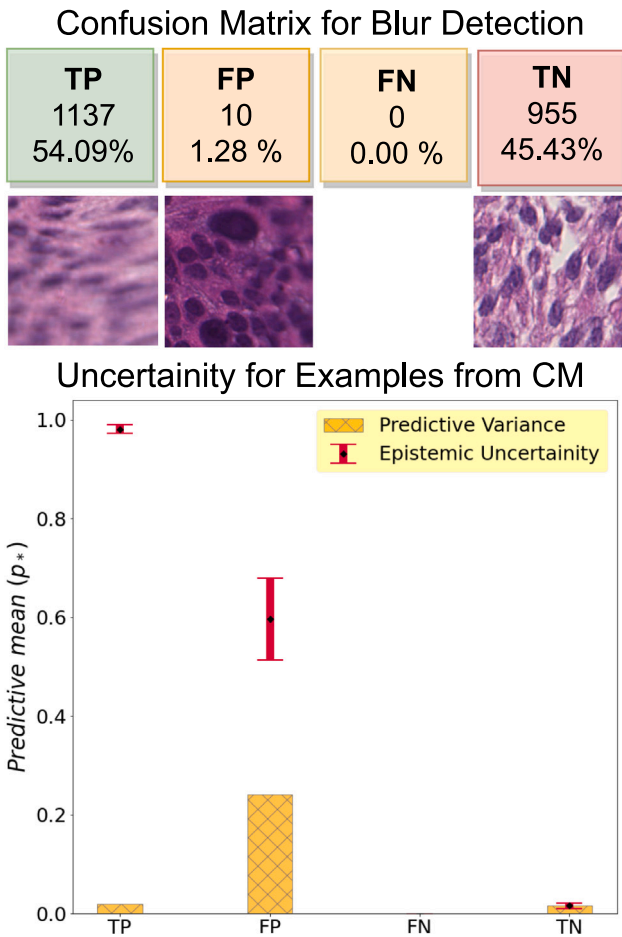 Confusion Matrix for Blur Detection
TP FP FN TN
1137 10 0 955
54.09% 1.28 % 0.00 % 45.43%
Uncertainity for Examples from CM
Predictive Variance
Epistemic Uncertainity
Predictive mean (p*)
1.0
0.8
0.6
0.4
0.2
0.0
TP FP FN TN